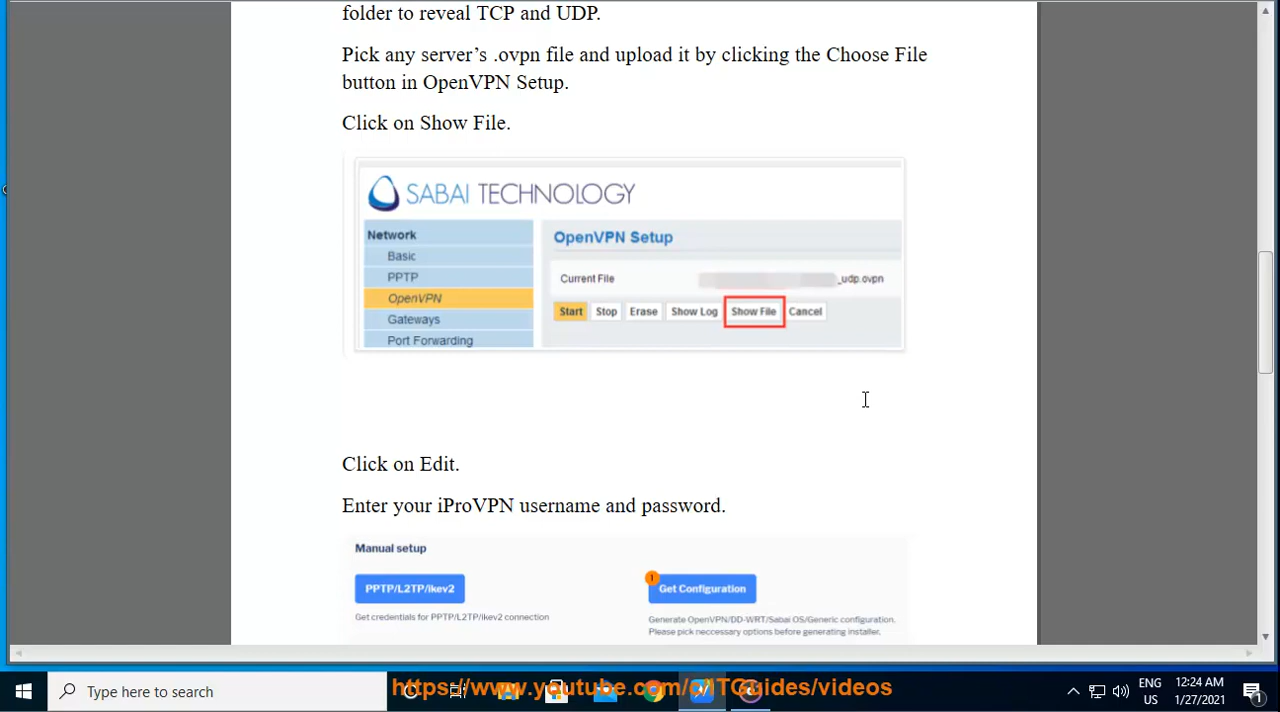 folder to reveal TCP and UDP.
Pick any server's .ovpn file and upload it by clicking the Choose File
button in OpenVPN Setup.
Click on Show File.
SABAI TECHNOLOGY
Network
Basic
PPTP
OpenVPN
Gateways
Port Forwarding
OpenVPN Setup
Current File
_udp.ovpn
Start
Stop
Erase
Show Log
Show File
Cancel
Click on Edit.
Enter your iProVPN username and password.
Manual setup
PPTP/L2TP/Ikev2
Get credentials for PPTP/L2TP/Ikev2 connection
Get Configuration
Generate OpenVPN/DD-WRT/Sabai OS/Generic configuration.
Please pick neccessary options before generating installer.
Type here to search
ENG
US
12:24 AM
1/27/2021
1